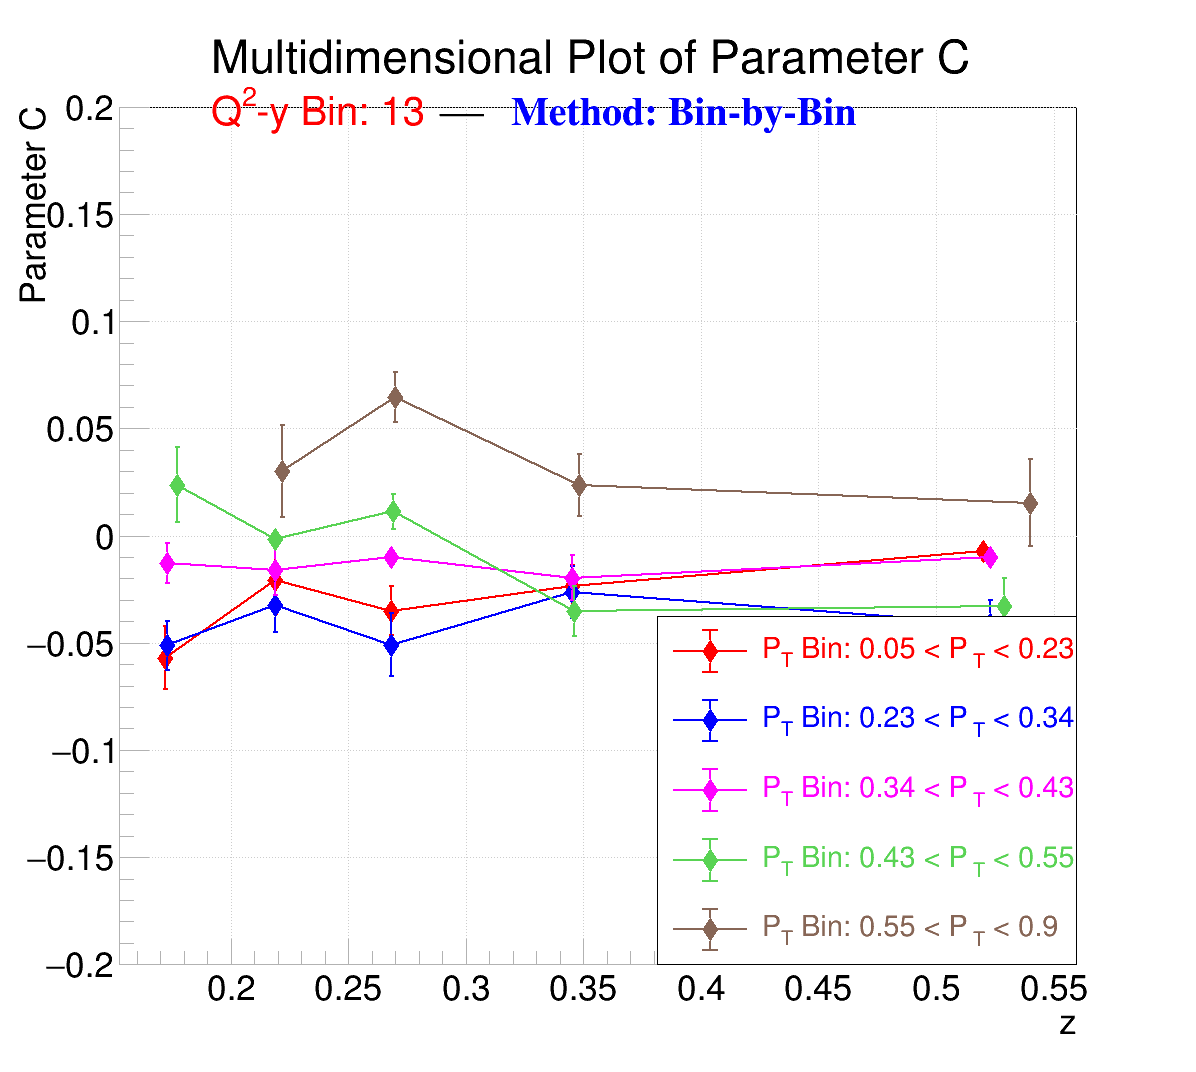 Multidimensional Plot of Parameter C
Q2-y Bin: 13 — Method: Bin-by-Bin
Parameter C
0.2
0.15
0.1
0.05
0
−0.05
−0.1
−0.15
−0.2
0.2 0.25 0.3 0.35 0.4 0.45 0.5 0.55
z
PT Bin: 0.05 < PT < 0.23
PT Bin: 0.23 < PT < 0.34
PT Bin: 0.34 < PT < 0.43
PT Bin: 0.43 < PT < 0.55
PT Bin: 0.55 < PT < 0.9